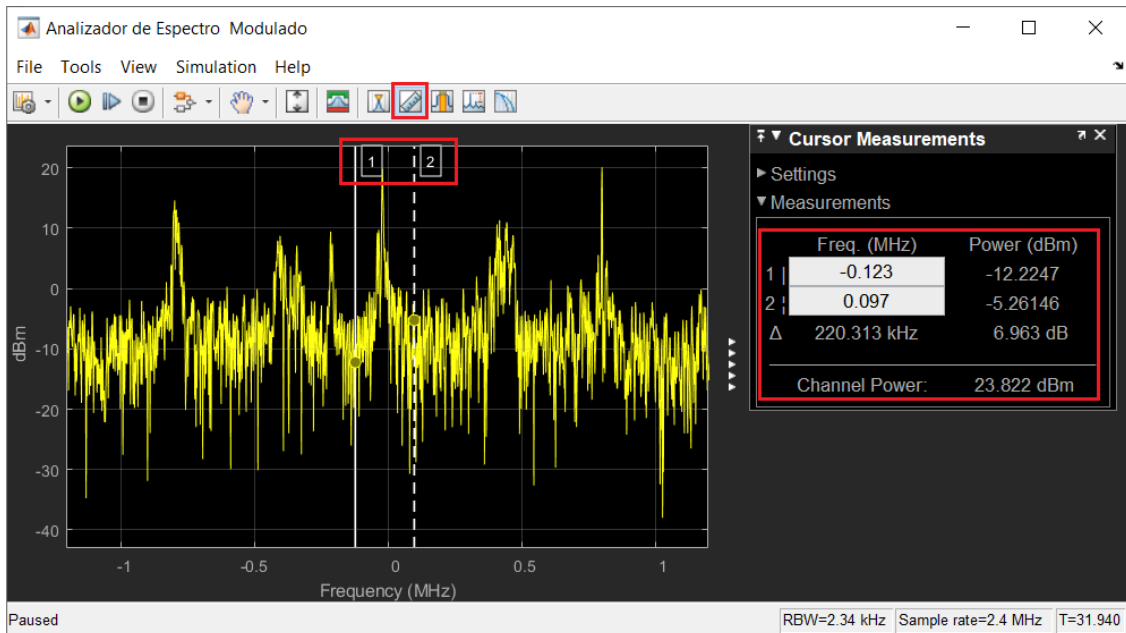 Analizador de Espectro Modulado
File Tools View Simulation Help
Cursor Measurements
Settings
Measurements
Freq. (MHz) Power (dBm)
1 | -0.123 -12.2247
2 ¦ 0.097 -5.26146
Δ 220.313 kHz 6.963 dB
Channel Power: 23.822 dBm
1 2
20
10
0
-10
-20
-30
-40
dBm
-1 -0.5 0 0.5 1
Frequency (MHz)
Paused RBW=2.34 kHz Sample rate=2.4 MHz T=31.940